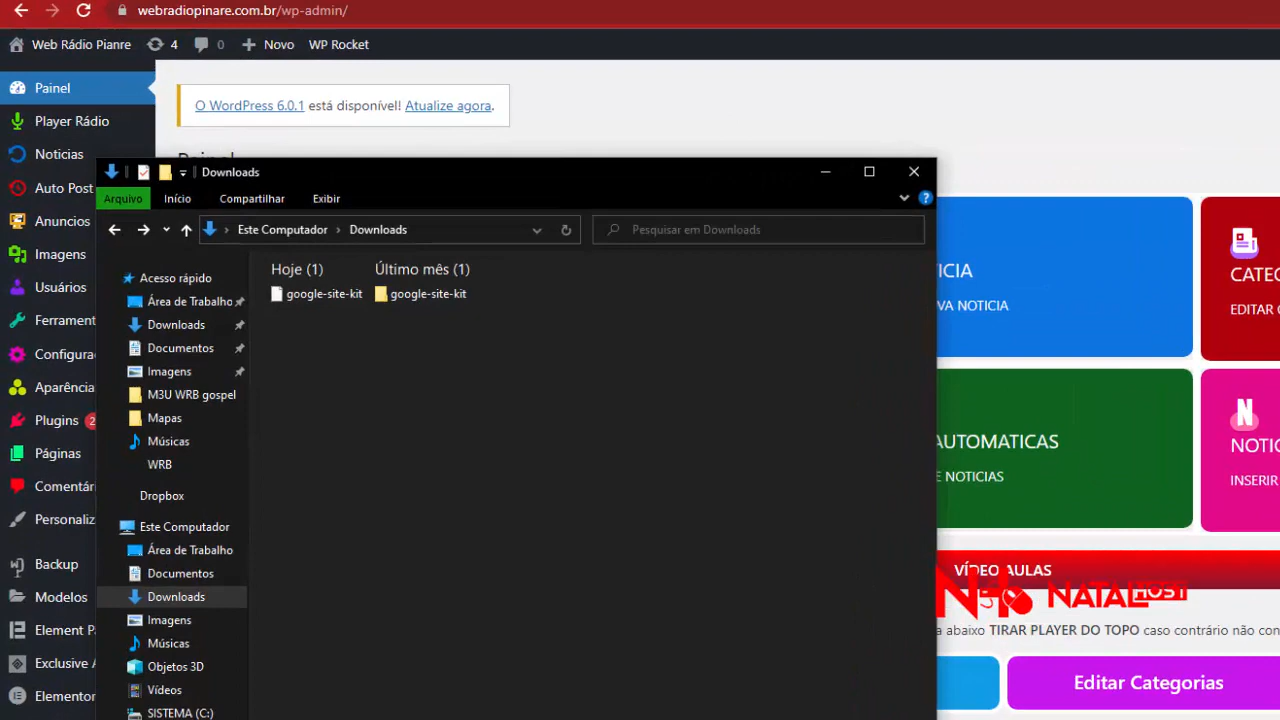 webradiopinare.com.br/wp-admin/
Web Rádio Pianre 4 0 Novo WP Rocket
Painel
Player Rádio
Noticias
Auto Post
Anuncios
Imagens
Usuários
Ferrament
Configura
Aparência
Plugins 2
Páginas
Comentár
Personaliz
Backup
Modelos
Element P
Exclusive A
Elementor
O WordPress 6.0.1 está disponível! Atualize agora.
Painel
Downloads
Arquivo Início Compartilhar Exibir
Este Computador Downloads
Pesquisar em Downloads
Acesso rápido
Área de Trabalho
Downloads
Documentos
Imagens
M3U WRB gospel
Mapas
Músicas
WRB
Dropbox
Este Computador
Área de Trabalho
Documentos
Downloads
Imagens
Músicas
Objetos 3D
Vídeos
SISTEMA (C:)
Hoje (1)
google-site-kit
Último mês (1)
google-site-kit
ICIA
VA NOTICIA
CATEG
EDITAR C
AUTOMATICAS
E NOTICIAS
N
NOTIC
INSERIR
VÍDEO AULAS
NATAL HOST
a abaixo TIRAR PLAYER DO TOPO caso contrário não con
Editar Categorias